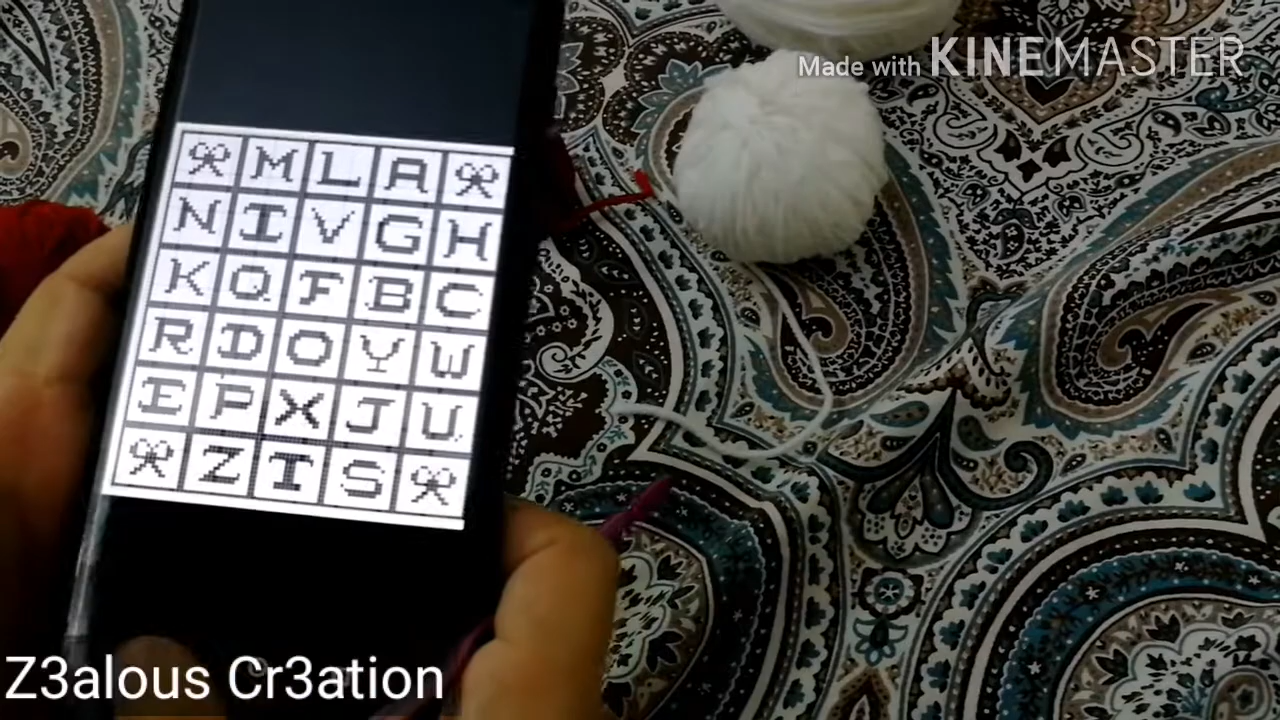 Made with KINEMASTER
M L A
N I V G H
K Q F B C
R D O Y W
E P X J U
Z T S
Z3alous Cr3ation